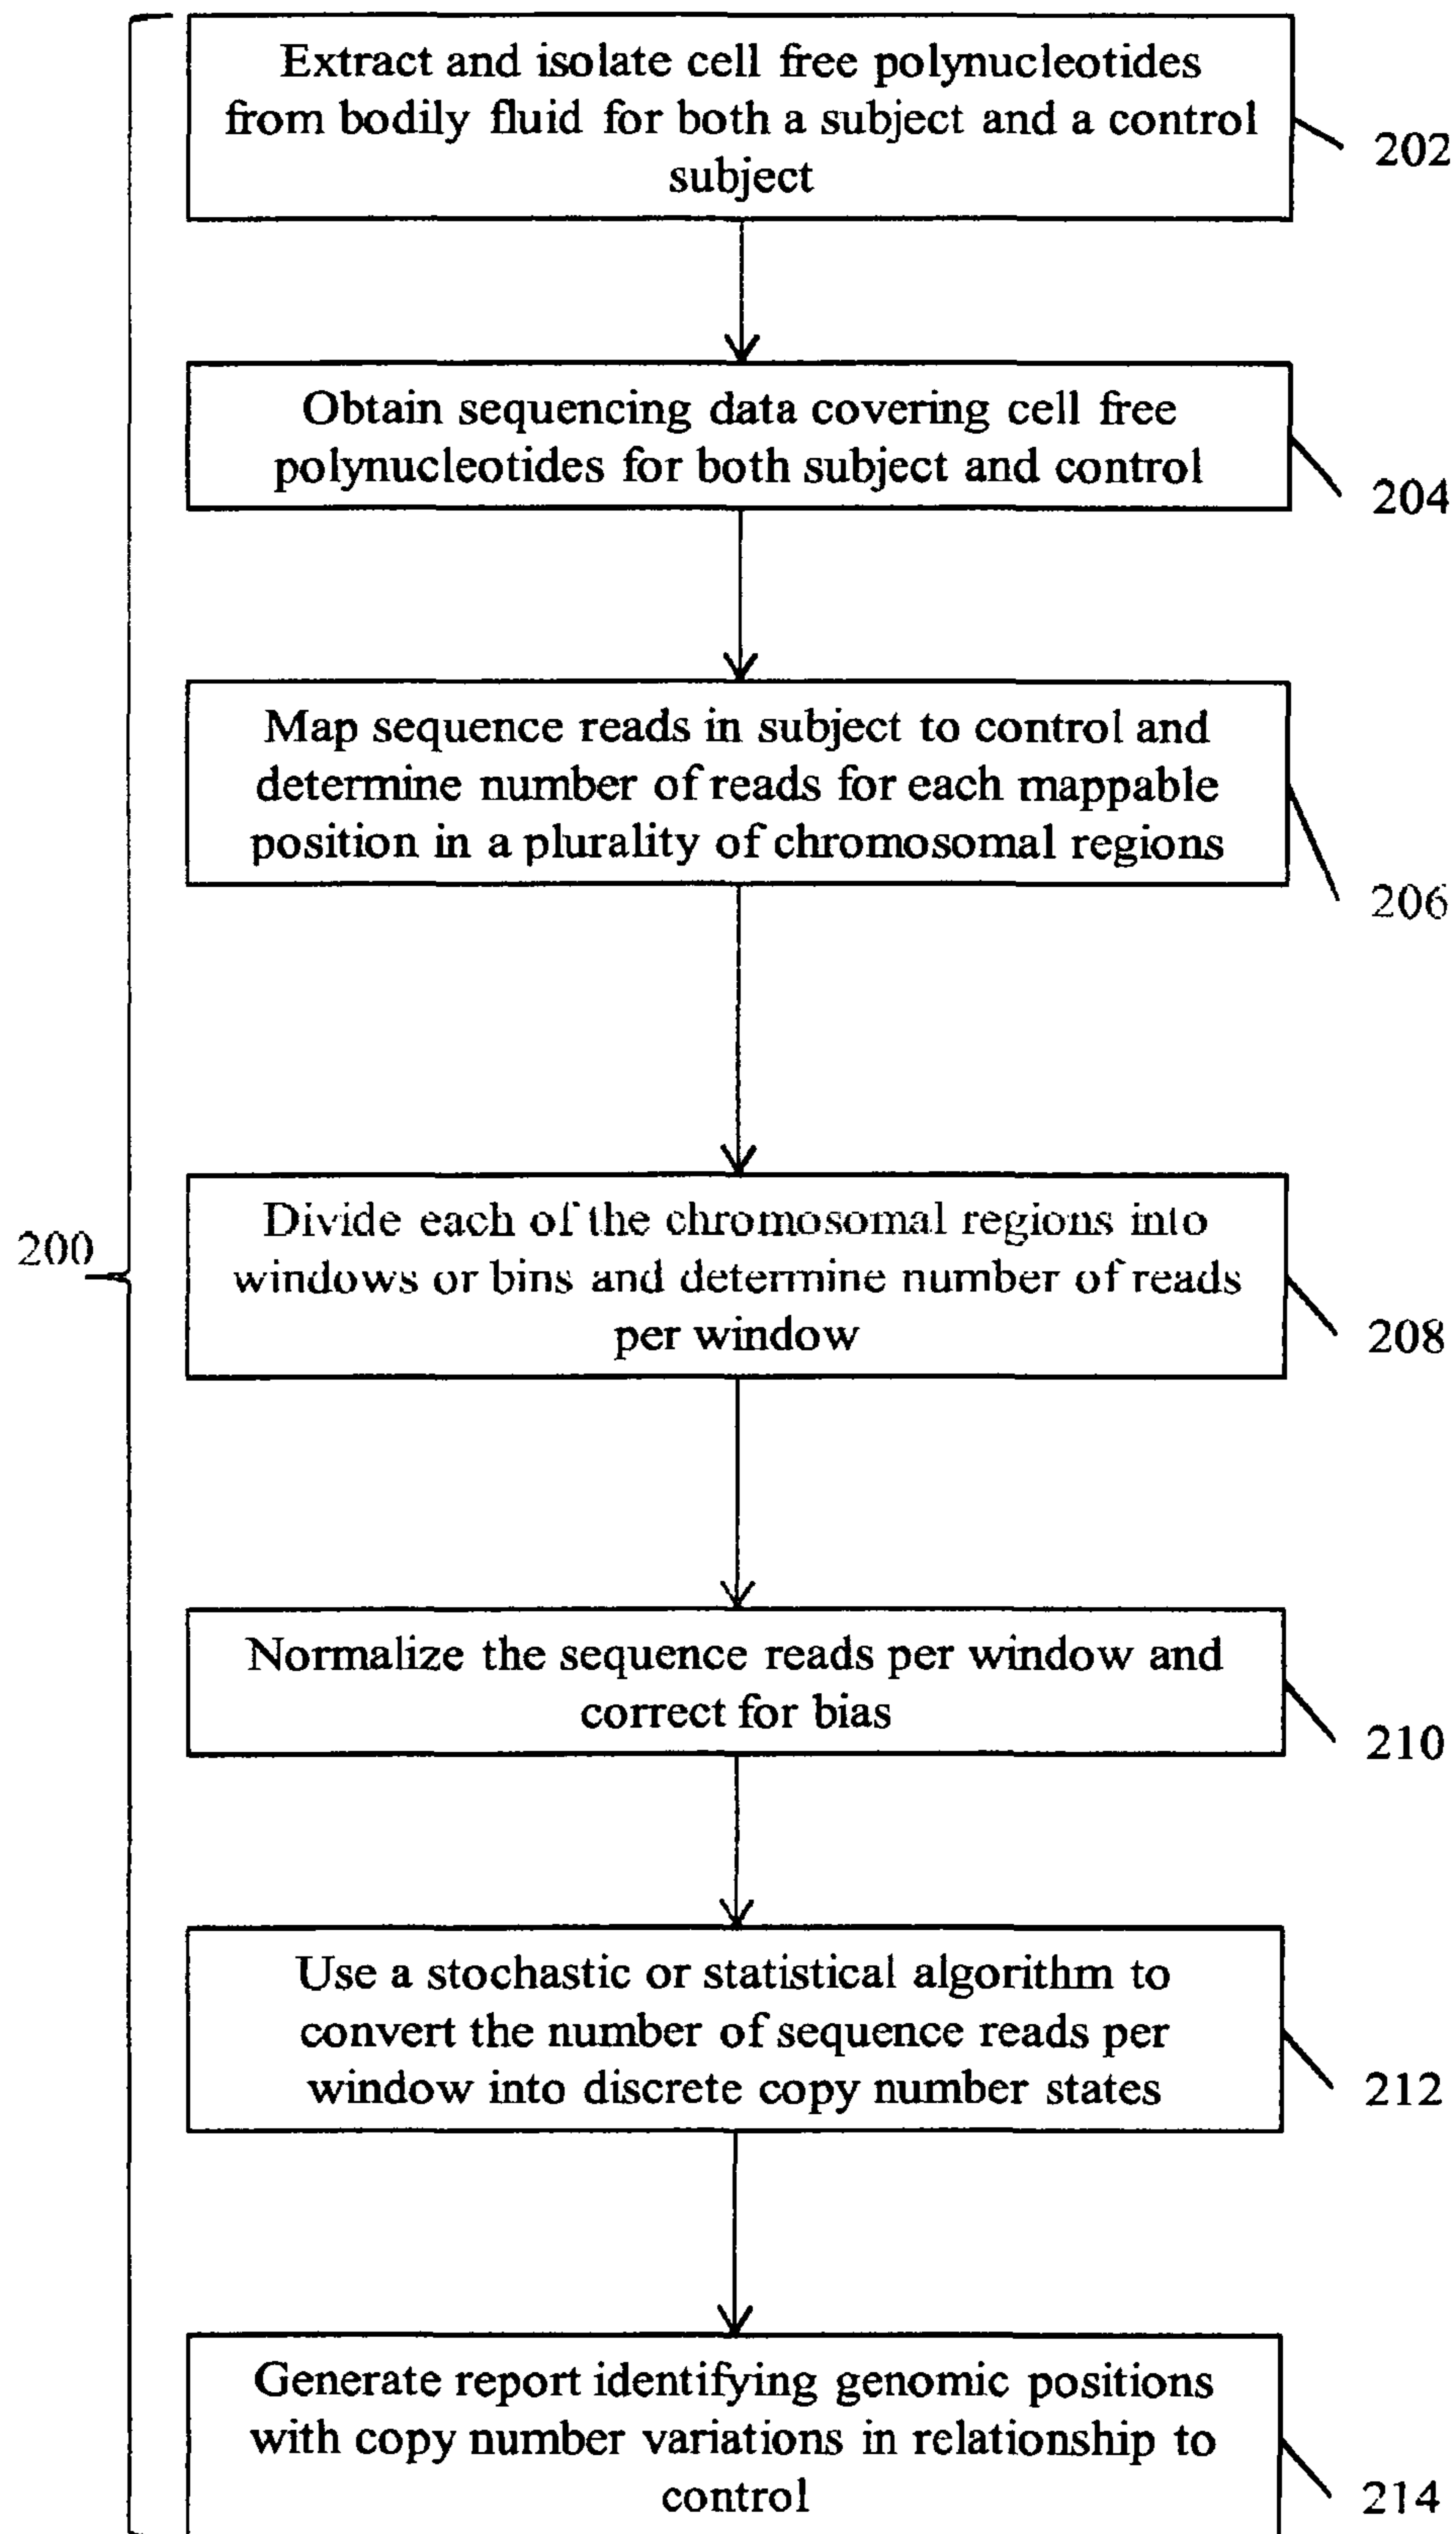 Extract and isolate cell free polynucleotides
from bodily fluid for both a subject and a control
subject
202
Obtain sequencing data covering cell free
polynucleotides for both subject and control
204
Map sequence reads in subject to control and
determine number of reads for each mappable
position in a plurality of chromosomal regions
206
200
Divide each of the chromosomal regions into
windows or bins and determine number of reads
per window
208
Normalize the sequence reads per window and
correct for bias
210
Use a stochastic or statistical algorithm to
convert the number of sequence reads per
window into discrete copy number states
212
Generate report identifying genomic positions
with copy number variations in relationship to
control
214